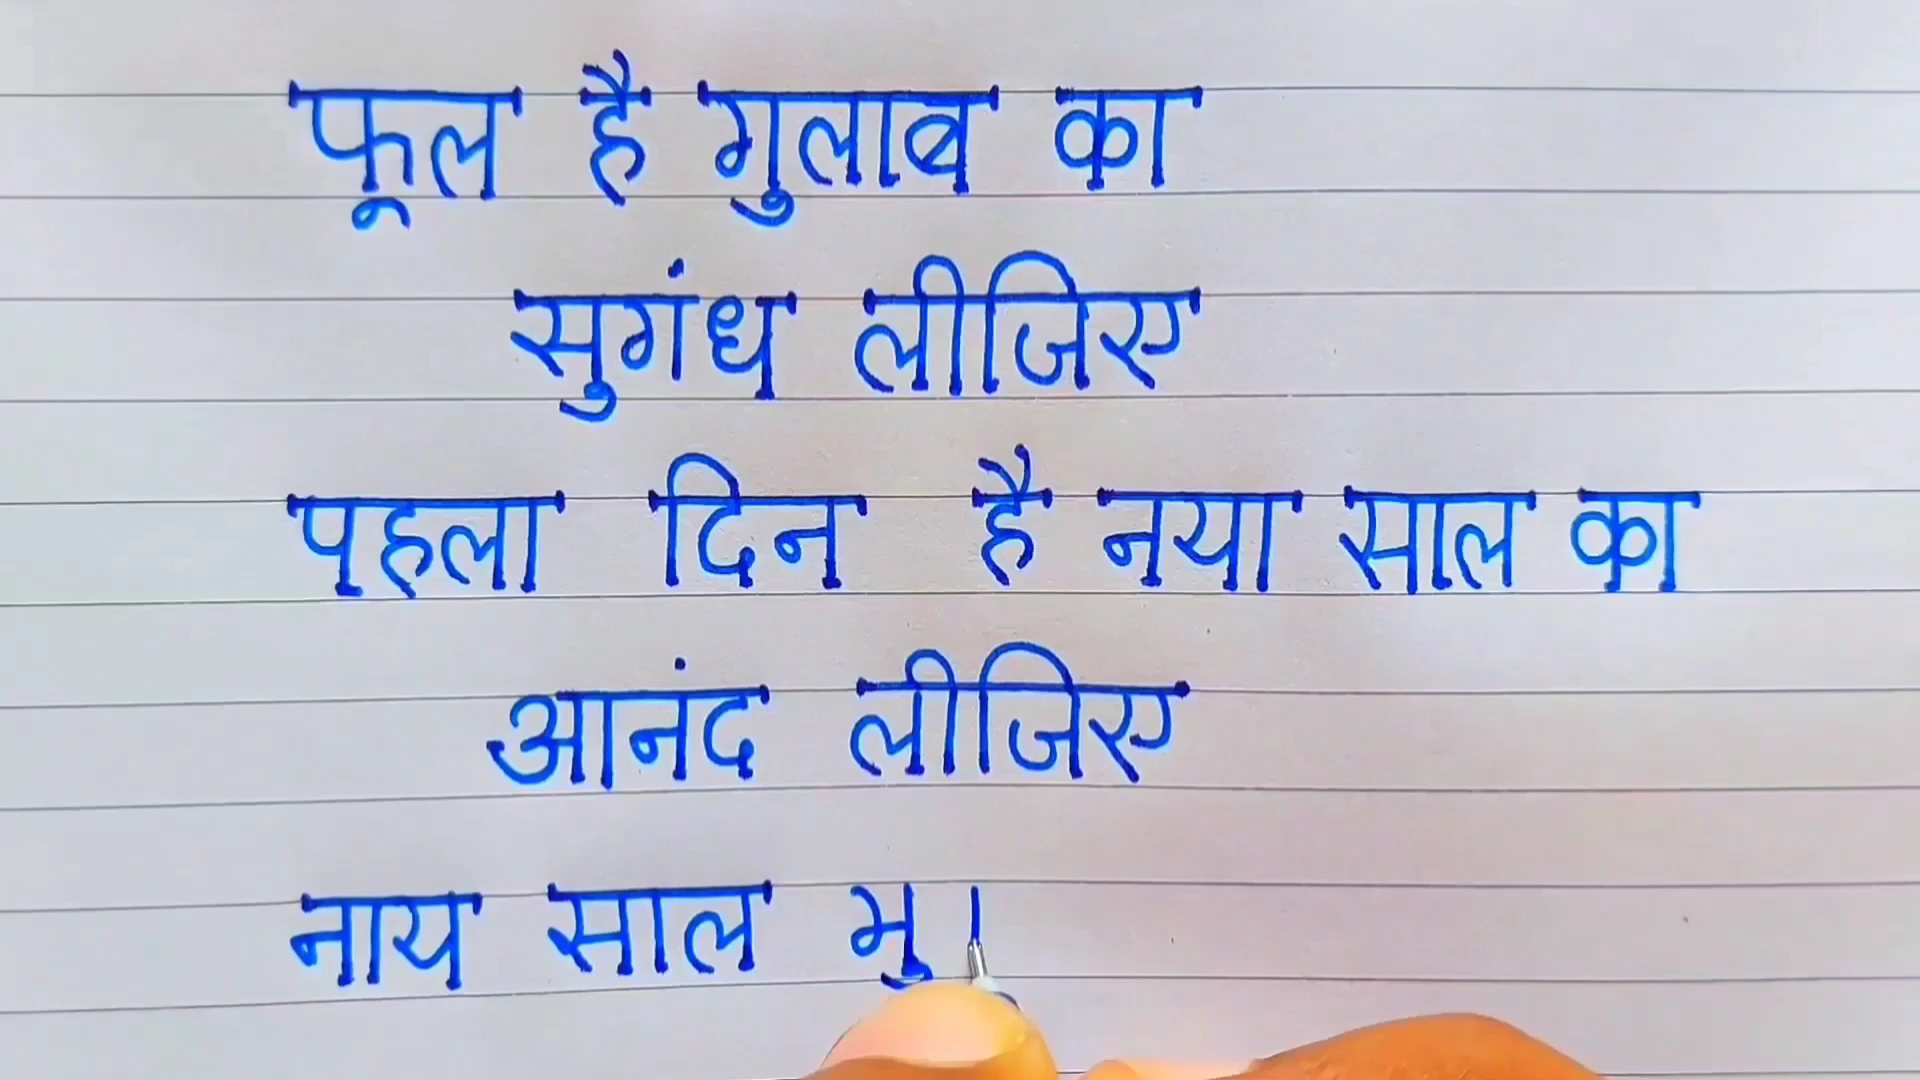 फूल है गुलाब का
सुगंध लीजिए
पहला दिन है नया साल का
आनंद लीजिए
नाय साल